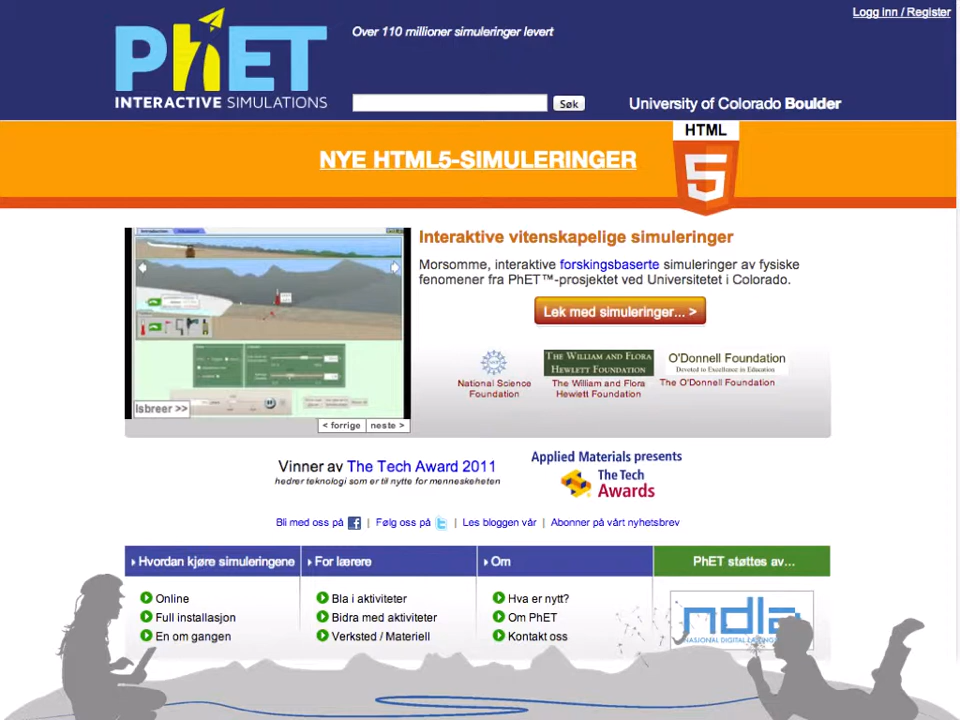 Logg inn / Register
PhET
INTERACTIVE SIMULATIONS
Over 110 millioner simuleringer levert
Søk
University of Colorado Boulder
NYE HTML5-SIMULERINGER
HTML
5
Interaktive vitenskapelige simuleringer
Morsomme, interaktive forskingsbaserte simuleringer av fysiske
fenomener fra PhET™-prosjektet ved Universitetet i Colorado.
Lek med simuleringer... >
Isbreer >>
< forrige
neste >
National Science
Foundation
THE WILLIAM AND FLORA
HEWLETT FOUNDATION
The William and Flora
Hewlett Foundation
O'Donnell Foundation
Devoted to Excellence in Education
The O'Donnell Foundation
Vinner av The Tech Award 2011
hedrer teknologi som er til nytte for menneskeheten
Applied Materials presents
The Tech
Awards
Bli med oss på | Følg oss på | Les bloggen vår | Abonner på vårt nyhetsbrev
Hvordan kjøre simuleringene
Online
Full installasjon
En om gangen
For lærere
Bla i aktiviteter
Bidra med aktiviteter
Verksted / Materiell
Om
Hva er nytt?
Om PhET
Kontakt oss
PhET støttes av...
ndla